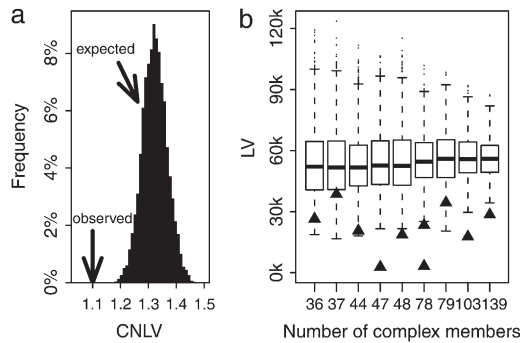 a
Frequency
8%
6%
4%
2%
0%
expected
observed
1.1 1.2 1.3 1.4 1.5
CNLV
b
LV
120k
90k
60k
30k
0k
36 37 44 47 48 78 79 103 139
Number of complex members